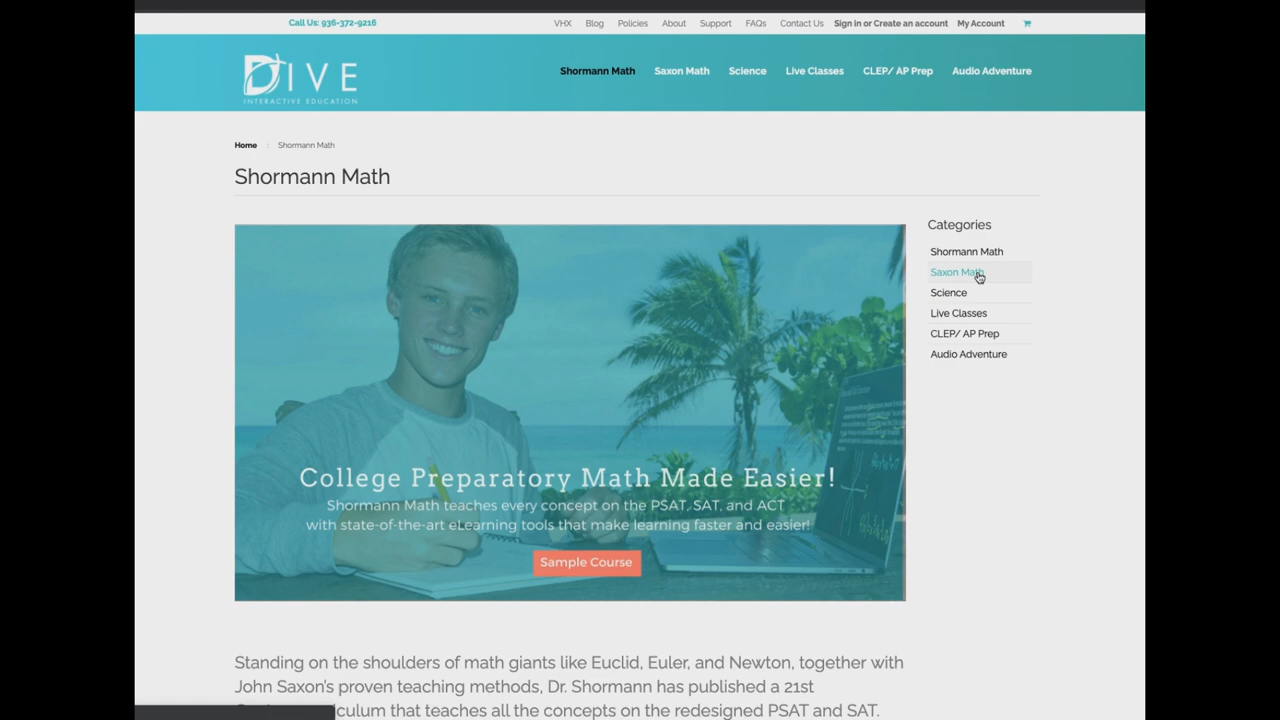 Call Us: 936-372-9216
VHX Blog Policies About Support FAQs Contact Us Sign in or Create an account My Account
DIVE
INTERACTIVE EDUCATION
Shormann Math Saxon Math Science Live Classes CLEP/ AP Prep Audio Adventure
Home : Shormann Math
Shormann Math
College Preparatory Math Made Easier!
Shormann Math teaches every concept on the PSAT, SAT, and ACT
with state-of-the-art eLearning tools that make learning faster and easier!
Sample Course
Categories
Shormann Math
Saxon Math
Science
Live Classes
CLEP/ AP Prep
Audio Adventure
Standing on the shoulders of math giants like Euclid, Euler, and Newton, together with
John Saxon's proven teaching methods, Dr. Shormann has published a 21st
that teaches all the concepts on the redesigned PSAT and SAT.